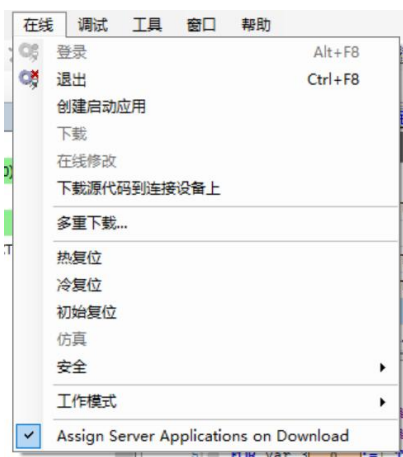 在线 调试 工具 窗口 帮助
登录 Alt+F8
退出 Ctrl+F8
创建启动应用
下载
在线修改
下载源代码到连接设备上
多重下载...
热复位
冷复位
初始复位
仿真
安全
工作模式
Assign Server Applications on Download